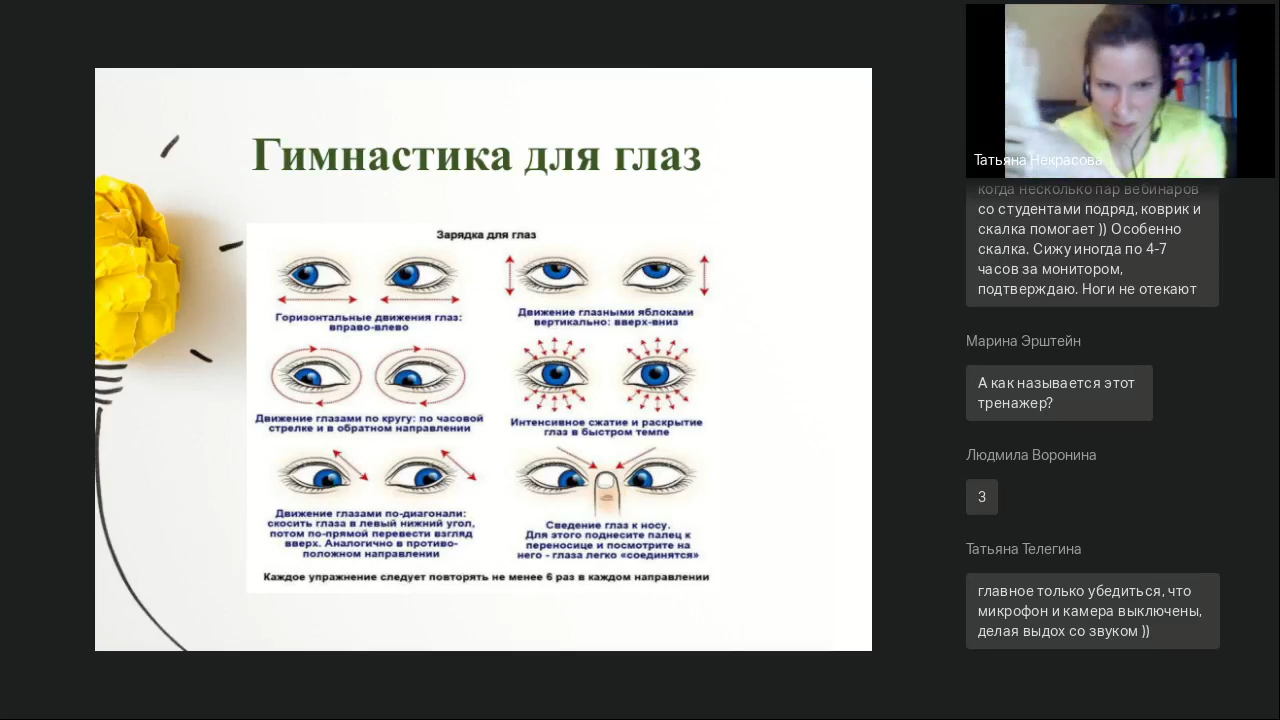 Гимнастика для глаз
Зарядка для глаз
Горизонтальные движения глаз:
вправо-влево
Движение глазными яблоками
вертикально: вверх-вниз
Движение глазами по кругу: по часовой
стрелке и в обратном направлении
Интенсивное сжатие и раскрытие
глаз в быстром темпе
Движение глазами по-диагонали:
скосить глаза в левый нижний угол,
потом по-прямой перевести взгляд
вверх. Аналогично в противо-
положном направлении
Сведение глаз к носу.
Для этого поднесите палец к
переносице и посмотрите на
него - глаза легко «соединятся»
Каждое упражнение следует повторять не менее 6 раз в каждом направлении
Татьяна Некрасова
когда несколько пар вебинаров
со студентами подряд, коврик и
скалка помогает )) Особенно
скалка. Сижу иногда по 4-7
часов за монитором,
подтверждаю. Ноги не отекают
Марина Эрштейн
А как называется этот
тренажер?
Людмила Воронина
3
Татьяна Телегина
главное только убедиться, что
микрофон и камера выключены,
делая выдох со звуком ))